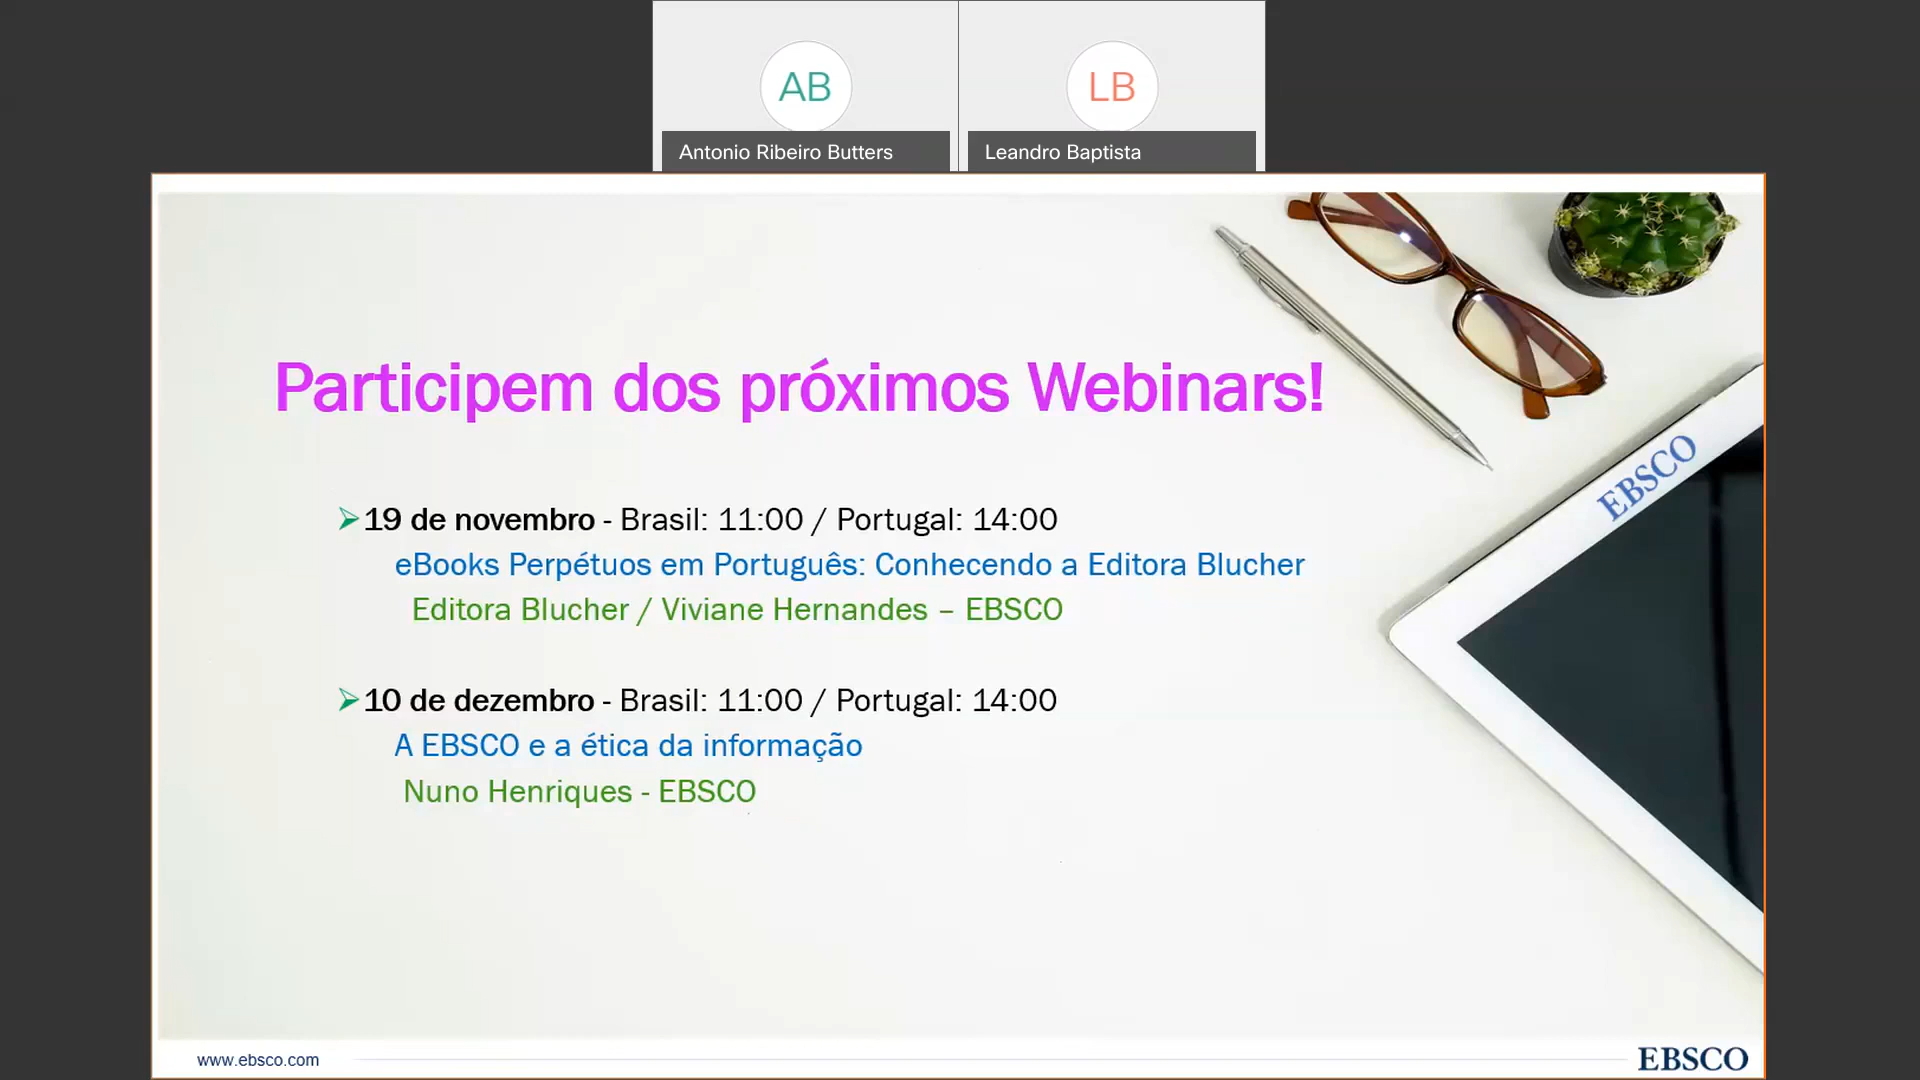 AB
LB
Antonio Ribeiro Butters
Leandro Baptista
Participem dos próximos Webinars!
19 de novembro - Brasil: 11:00 / Portugal: 14:00
eBooks Perpétuos em Português: Conhecendo a Editora Blucher
Editora Blucher / Viviane Hernandes – EBSCO
10 de dezembro - Brasil: 11:00 / Portugal: 14:00
A EBSCO e a ética da informação
Nuno Henriques - EBSCO
EBSCO
www.ebsco.com
EBSCO